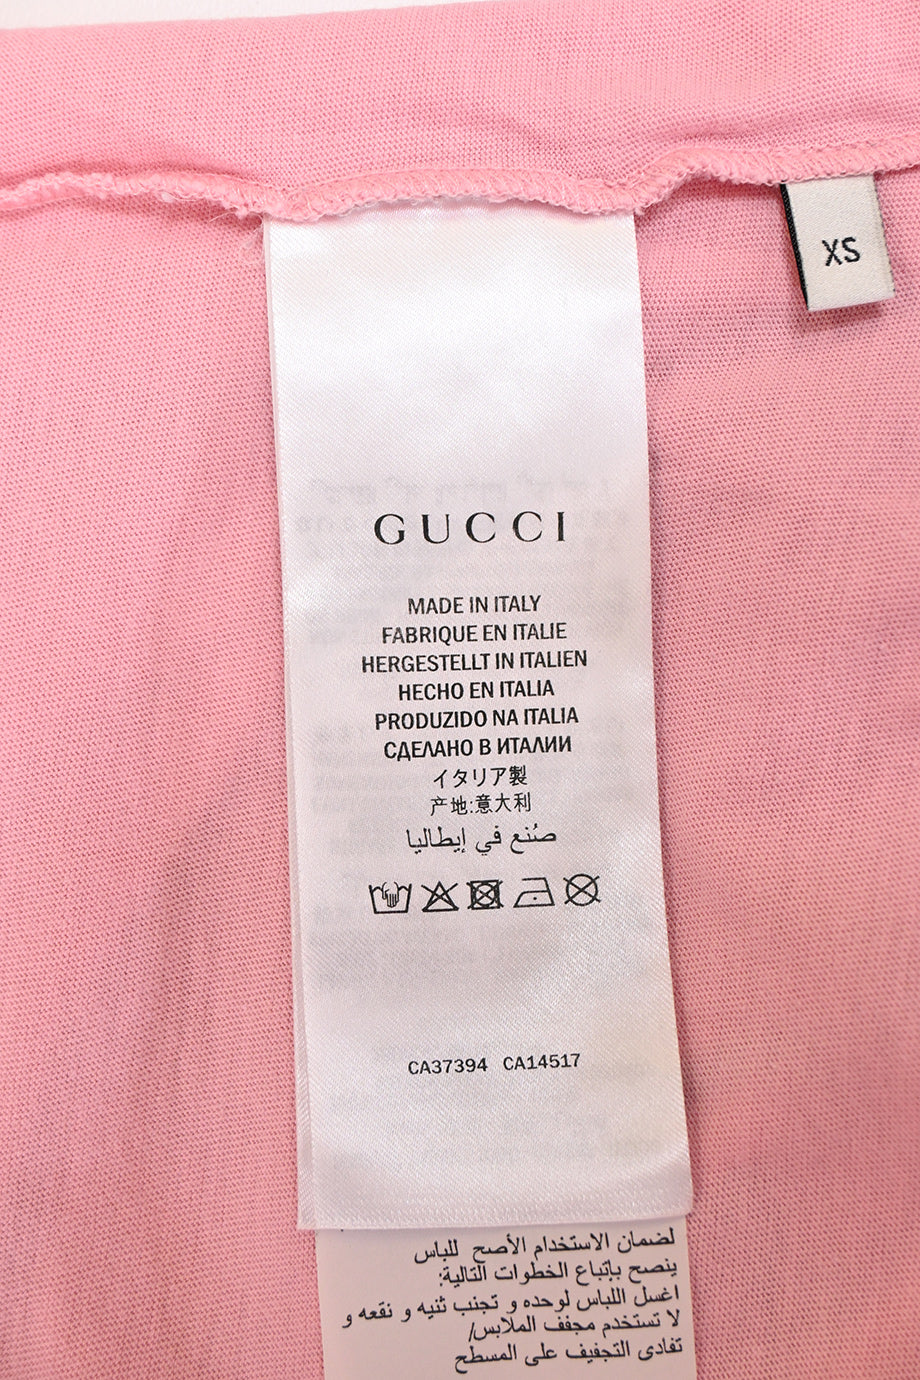 XS
GUCCI
MADE IN ITALY
FABRIQUE EN ITALIE
HERGESTELLT IN ITALIEN
HECHO EN ITALIA
PRODUZIDO NA ITALIA
СДЕЛАНО В ИТАЛИИ
イタリア製
产地:意大利
صُنع في إيطاليا
CA37394 CA14517
لضمان الاستخدام الأصح للباس
ينصح بإتباع الخطوات التالية:
اغسل اللباس لوحده و تجنب ثنيه و نقعه و
لا تستخدم مجفف الملابس/
تفادى التجفيف على المسطح